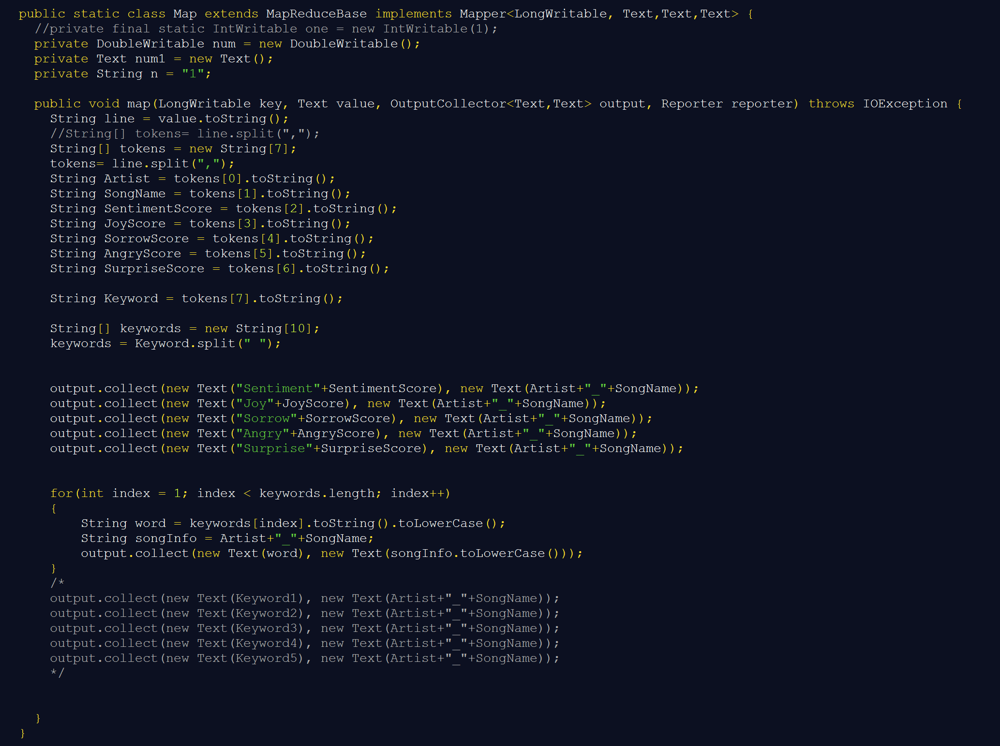 public static class Map extends MapReduceBase implements Mapper<LongWritable, Text,Text,Text> {
  //private final static IntWritable one = new IntWritable(1);
  private DoubleWritable num = new DoubleWritable();
  private Text num1 = new Text();
  private String n = "1";

  public void map(LongWritable key, Text value, OutputCollector<Text,Text> output, Reporter reporter) throws IOException {
    String line = value.toString();
    //String[] tokens= line.split(",");
    String[] tokens = new String[7];
    tokens= line.split(",");
    String Artist = tokens[0].toString();
    String SongName = tokens[1].toString();
    String SentimentScore = tokens[2].toString();
    String JoyScore = tokens[3].toString();
    String SorrowScore = tokens[4].toString();
    String AngryScore = tokens[5].toString();
    String SurpriseScore = tokens[6].toString();

    String Keyword = tokens[7].toString();

    String[] keywords = new String[10];
    keywords = Keyword.split(" ");


    output.collect(new Text("Sentiment"+SentimentScore), new Text(Artist+"_"+SongName));
    output.collect(new Text("Joy"+JoyScore), new Text(Artist+"_"+SongName));
    output.collect(new Text("Sorrow"+SorrowScore), new Text(Artist+"_"+SongName));
    output.collect(new Text("Angry"+AngryScore), new Text(Artist+"_"+SongName));
    output.collect(new Text("Surprise"+SurpriseScore), new Text(Artist+"_"+SongName));


    for(int index = 1; index < keywords.length; index++)
    {
        String word = keywords[index].toString().toLowerCase();
        String songInfo = Artist+"_"+SongName;
        output.collect(new Text(word), new Text(songInfo.toLowerCase()));
    }
    /*
    output.collect(new Text(Keyword1), new Text(Artist+"_"+SongName));
    output.collect(new Text(Keyword2), new Text(Artist+"_"+SongName));
    output.collect(new Text(Keyword3), new Text(Artist+"_"+SongName));
    output.collect(new Text(Keyword4), new Text(Artist+"_"+SongName));
    output.collect(new Text(Keyword5), new Text(Artist+"_"+SongName));
    */


  }
}